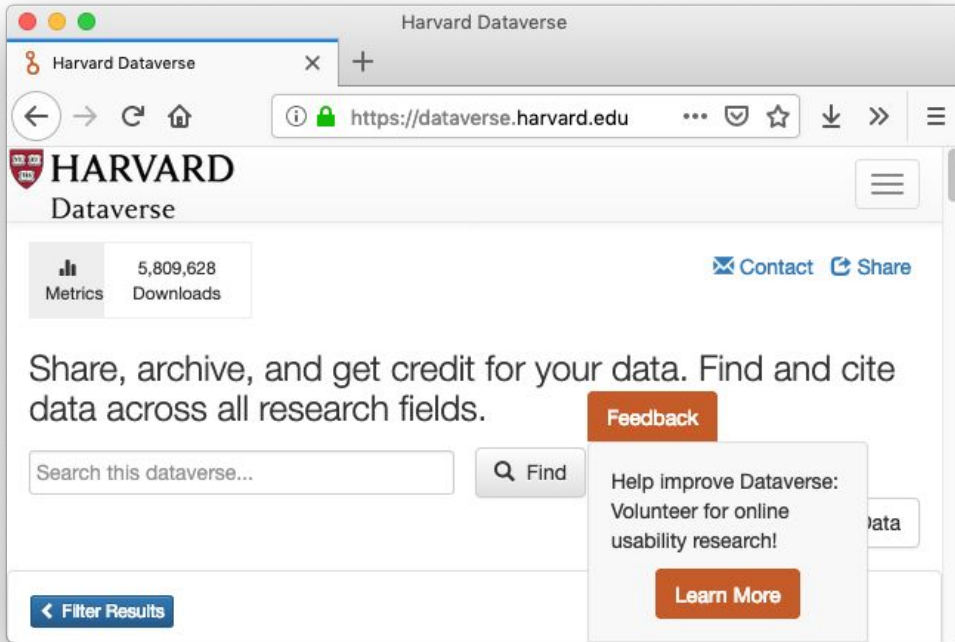 Harvard Dataverse
Harvard Dataverse
https://dataverse.harvard.edu
HARVARD
Dataverse
Metrics
5,809,628
Downloads
Contact Share
Share, archive, and get credit for your data. Find and cite
data across all research fields.
Feedback
Search this dataverse...
Find
Help improve Dataverse:
Volunteer for online
usability research!
Data
Learn More
Filter Results